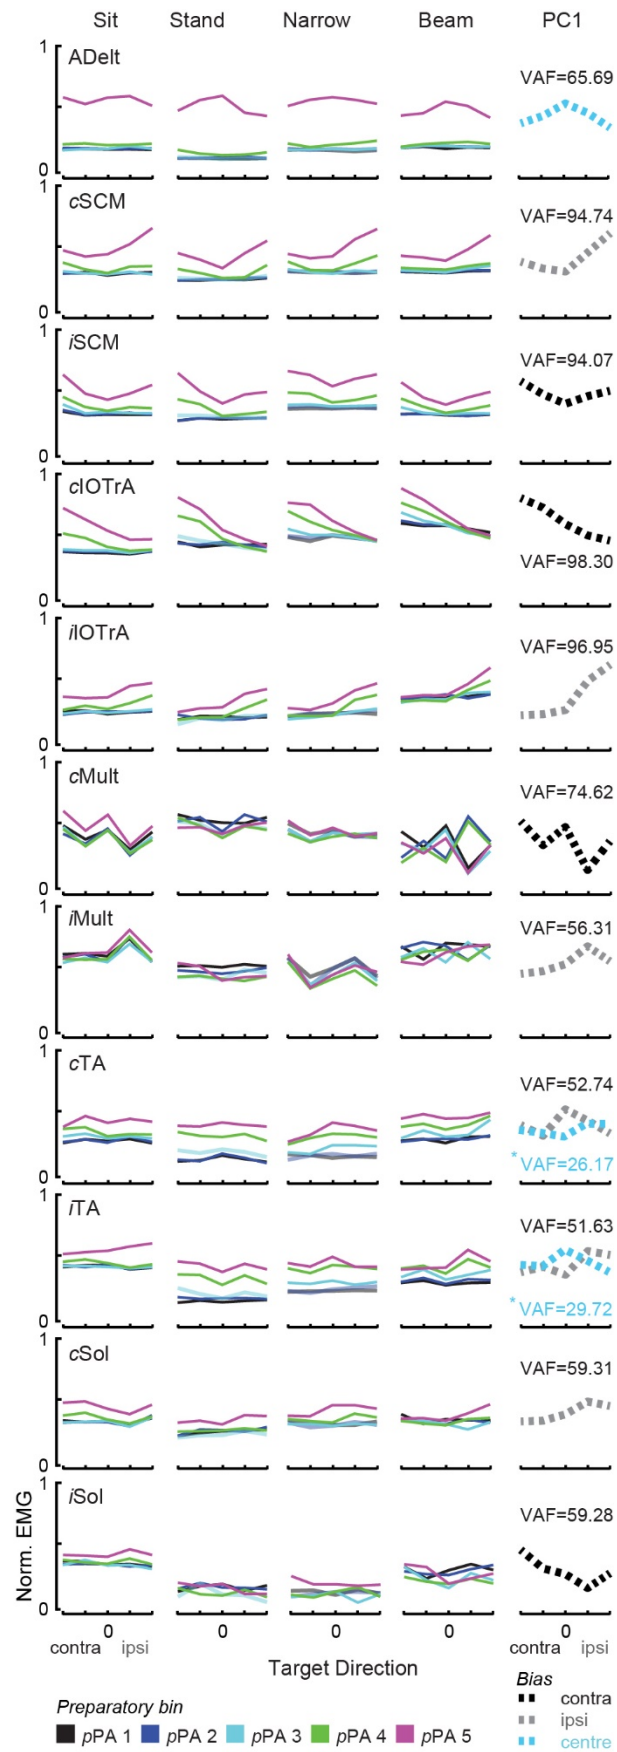 Sit Stand Narrow Beam PC1
1
ADelt
VAF=65.69
0
1
cSCM
VAF=94.74
0
1
iSCM
VAF=94.07
0
1
cIOTrA
VAF=98.30
0
1
iIOTrA
VAF=96.95
0
1
cMult
VAF=74.62
0
1
iMult
VAF=56.31
0
1
cTA
VAF=52.74
*VAF=26.17
0
1
iTA
VAF=51.63
*VAF=29.72
0
1
cSol
VAF=59.31
0
1
iSol
VAF=59.28
Norm. EMG
0
0 0 0 0 0
contra ipsi contra ipsi
Target Direction
Preparatory bin
pPA 1 pPA 2 pPA 3 pPA 4 pPA 5
Bias
contra
ipsi
centre